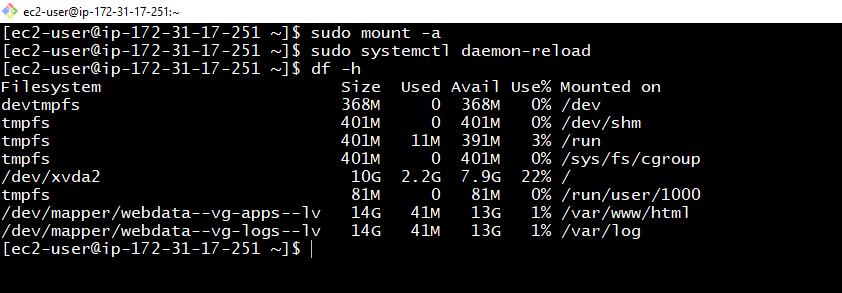 ec2-user@ip-172-31-17-251:~
[ec2-user@ip-172-31-17-251 ~]$ sudo mount -a
[ec2-user@ip-172-31-17-251 ~]$ sudo systemctl daemon-reload
[ec2-user@ip-172-31-17-251 ~]$ df -h
Filesystem                        Size  Used Avail Use% Mounted on
devtmpfs                          368M     0  368M   0% /dev
tmpfs                             401M     0  401M   0% /dev/shm
tmpfs                             401M   11M  391M   3% /run
tmpfs                             401M     0  401M   0% /sys/fs/cgroup
/dev/xvda2                         10G  2.2G  7.9G  22% /
tmpfs                              81M     0   81M   0% /run/user/1000
/dev/mapper/webdata--vg-apps--lv   14G   41M   13G   1% /var/www/html
/dev/mapper/webdata--vg-logs--lv   14G   41M   13G   1% /var/log
[ec2-user@ip-172-31-17-251 ~]$